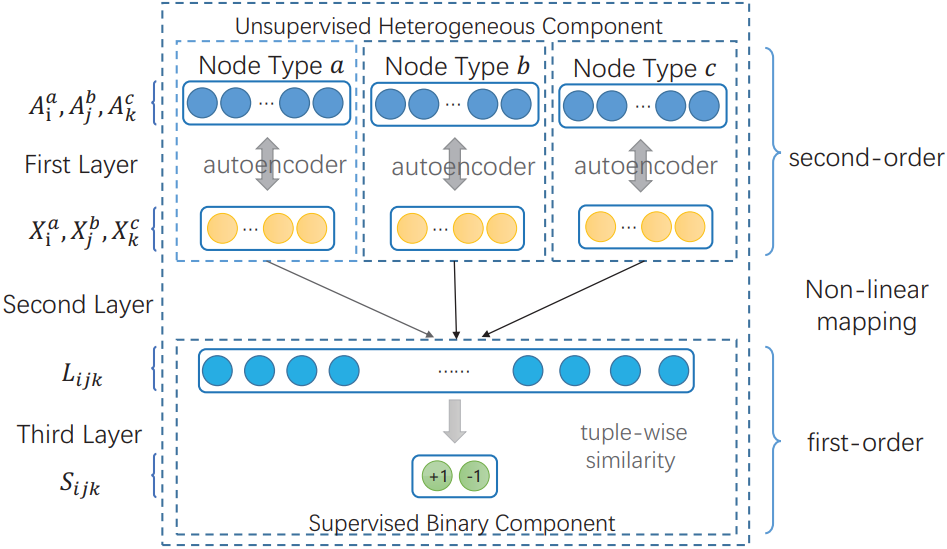 Unsupervised Heterogeneous Component
Node Type a
Node Type b
Node Type c
A_i^a, A_j^b, A_k^c
...
...
...
First Layer
autoencoder
autoencoder
autoencoder
second-order
X_i^a, X_j^b, X_k^c
...
...
...
Second Layer
Non-linear
mapping
L_{ijk}
......
Third Layer
tuple-wise
similarity
first-order
S_{ijk}
+1 -1
Supervised Binary Component